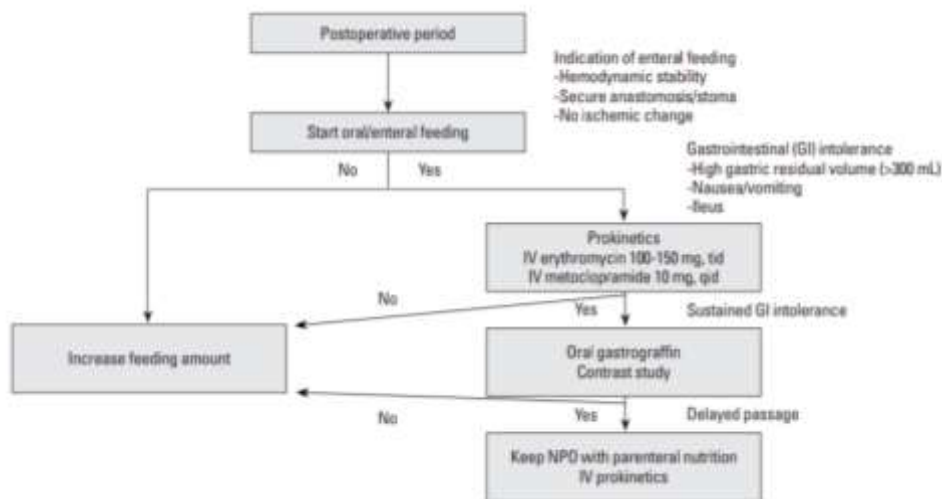 Postoperative period
Indication of enteral feeding
-Hemodynamic stability
-Secure anastomosis/stoma
-No ischemic change
Start oral/enteral feeding
No
Yes
Gastrointestinal (GI) intolerance
-High gastric residual volume (>300 mL)
-Nausea/vomiting
-Ileus
Prokinetics
IV erythromycin 100-150 mg, tid
IV metoclopramide 10 mg, qid
No
Yes
Sustained GI intolerance
Increase feeding amount
Oral gastrograffin
Contrast study
No
Yes
Delayed passage
Keep NPO with parenteral nutrition
IV prokinetics